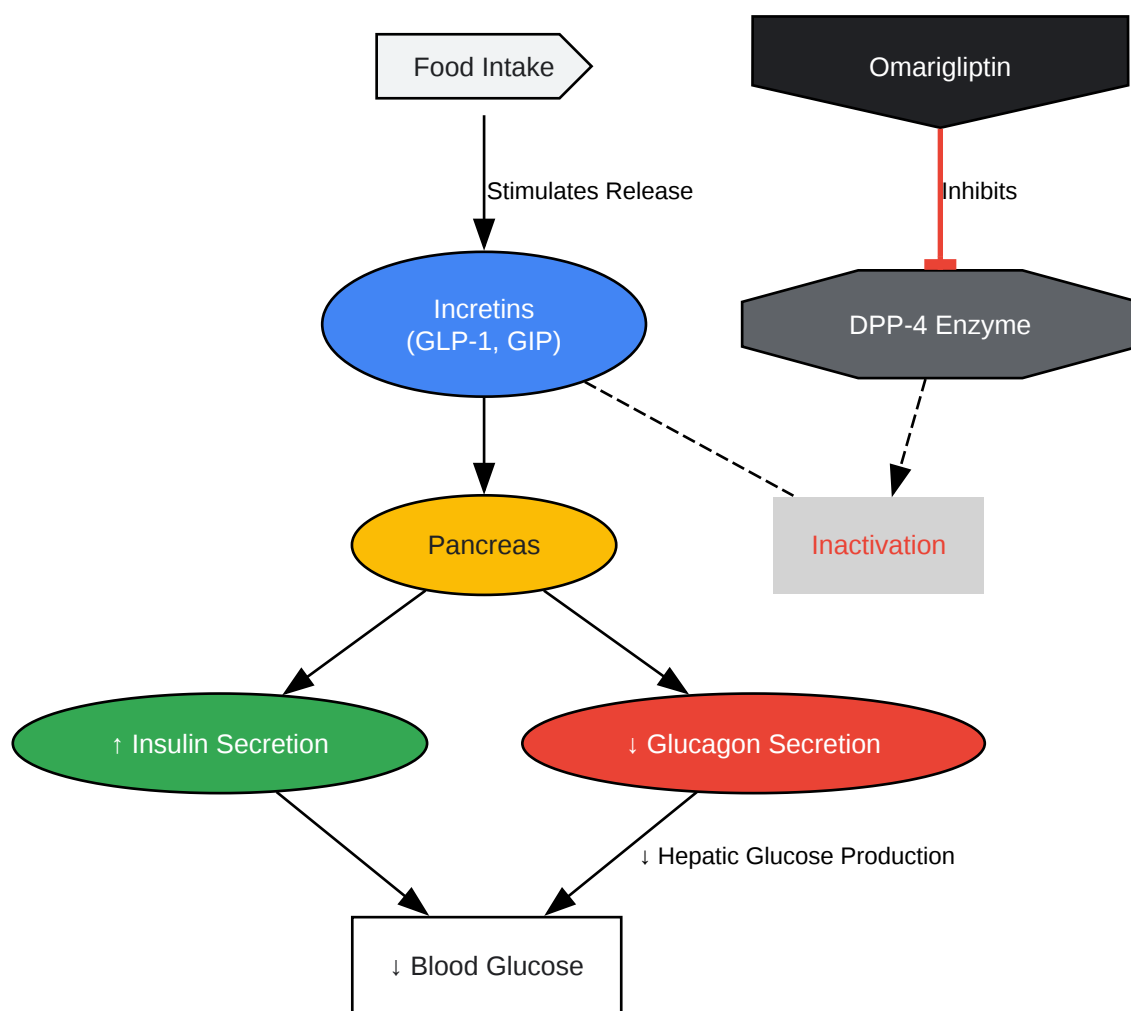 Food Intake
Omarigliptin
Stimulates Release
Inhibits
Incretins
(GLP-1, GIP)
DPP-4 Enzyme
Pancreas
Inactivation
↑ Insulin Secretion
↓ Glucagon Secretion
↓ Hepatic Glucose Production
↓ Blood Glucose